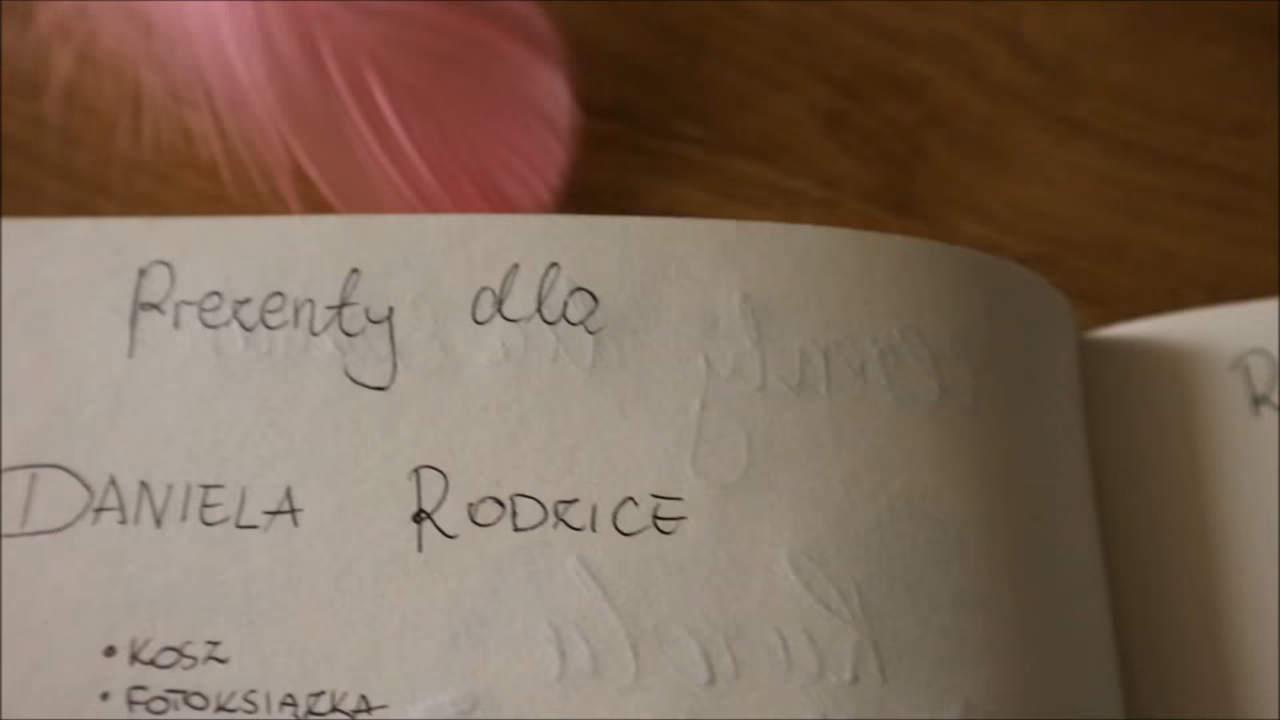 Prezenty dla
DANIELA RODZICE
• KOSZ
• FOTOKSIĄŻKA
R